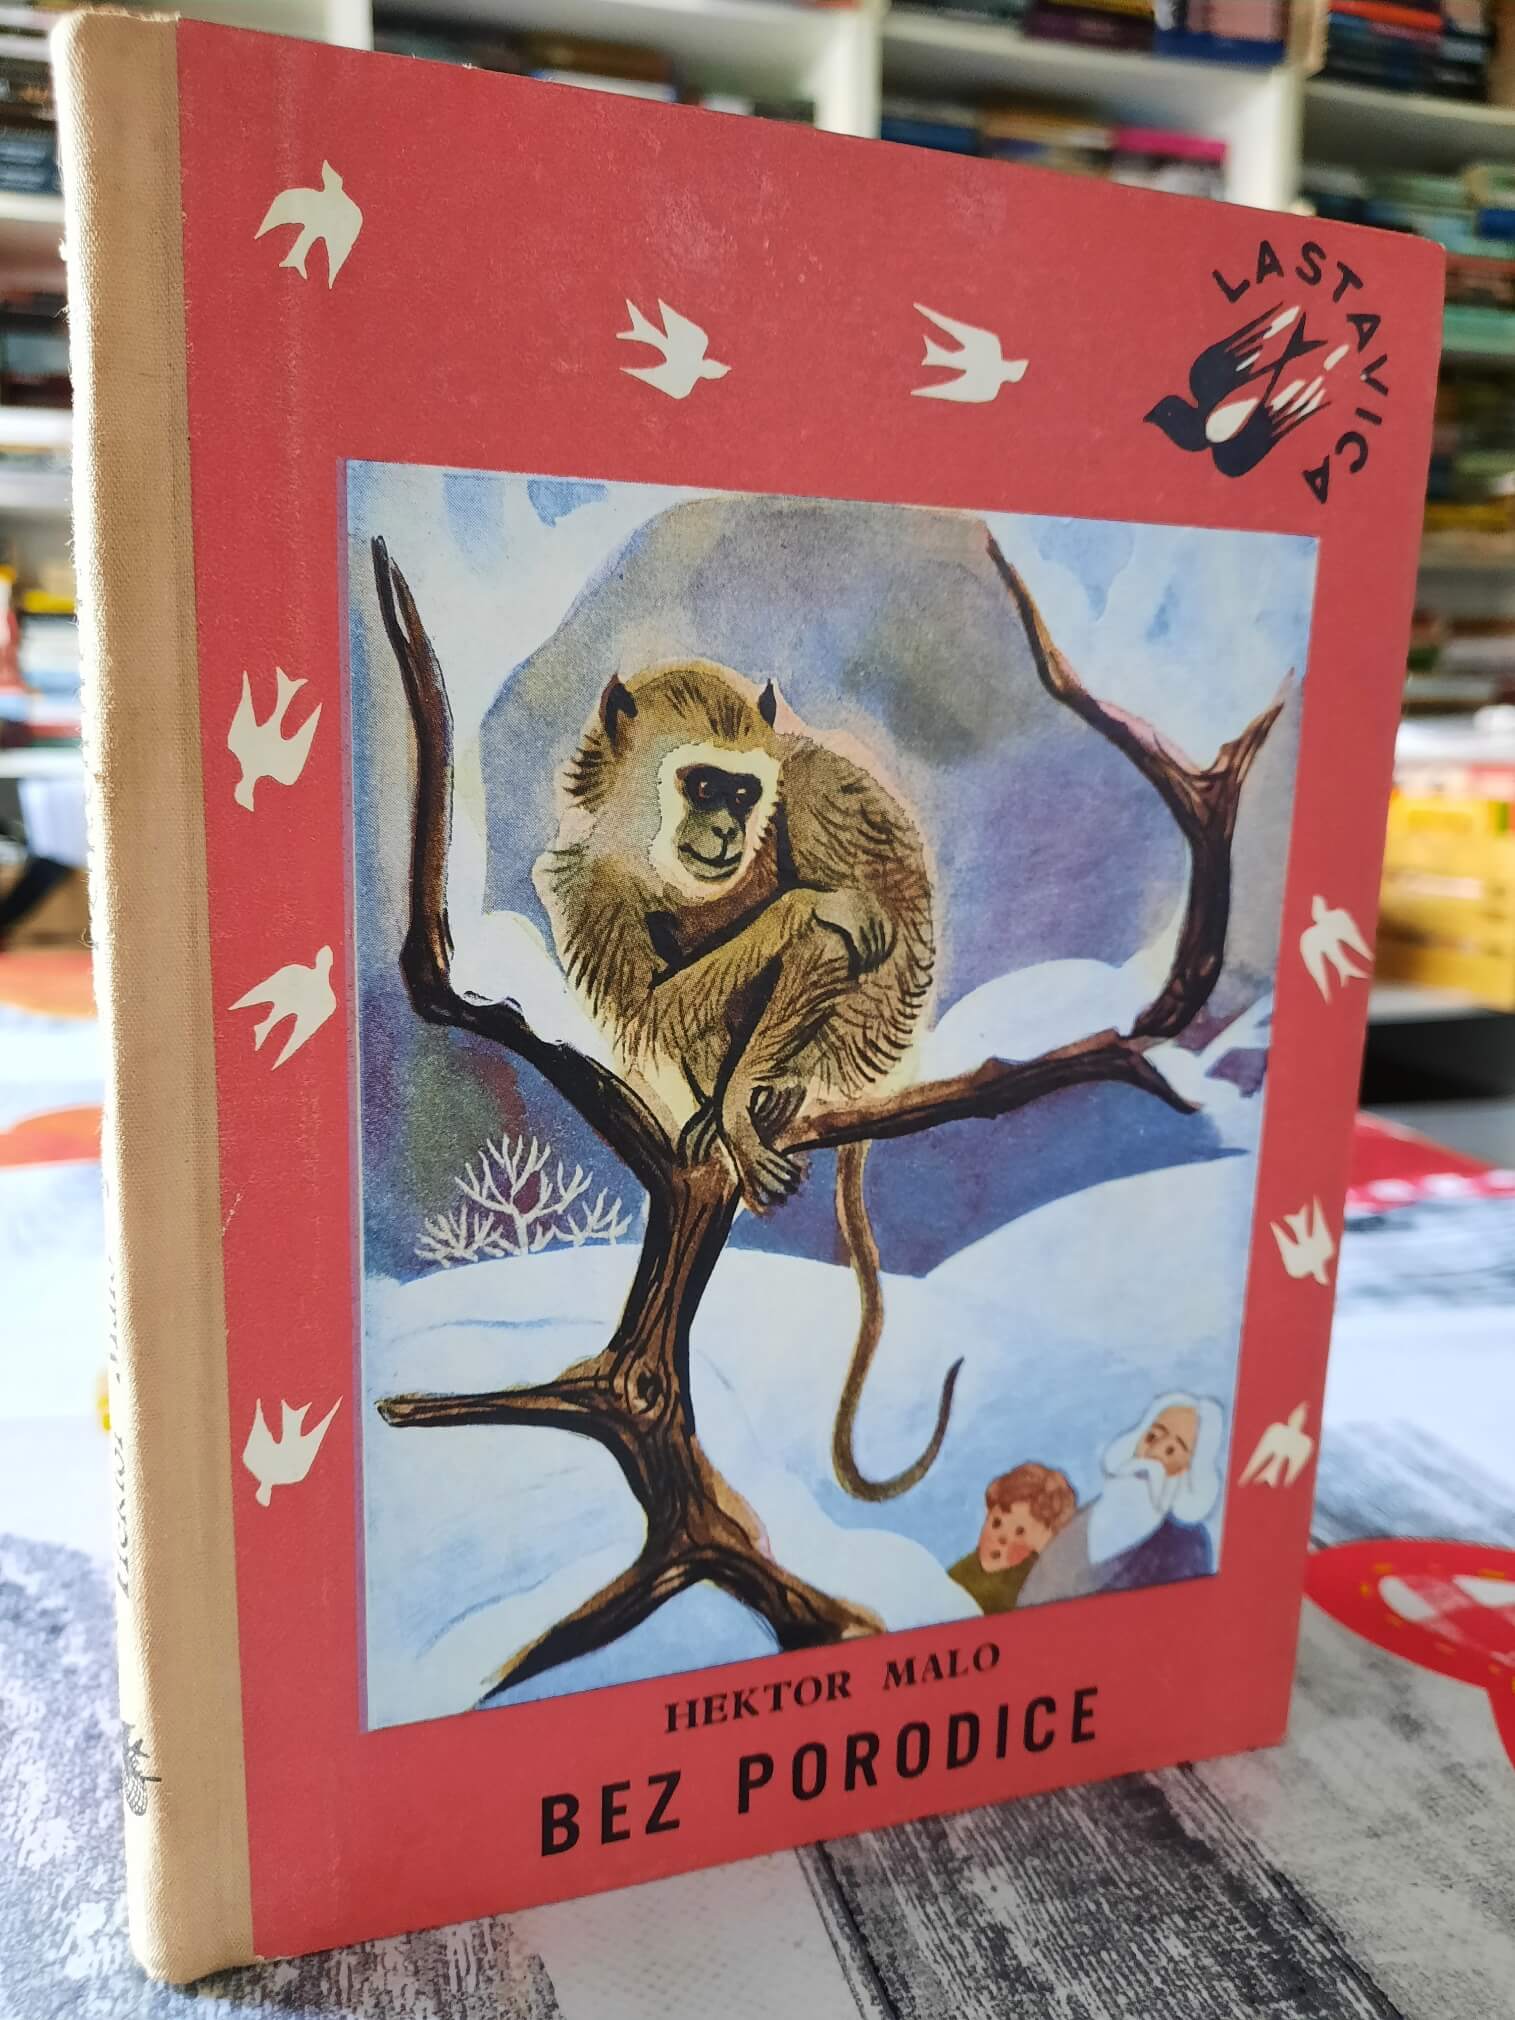 LASTAVICA
HEKTOR MALO
BEZ PORODICE